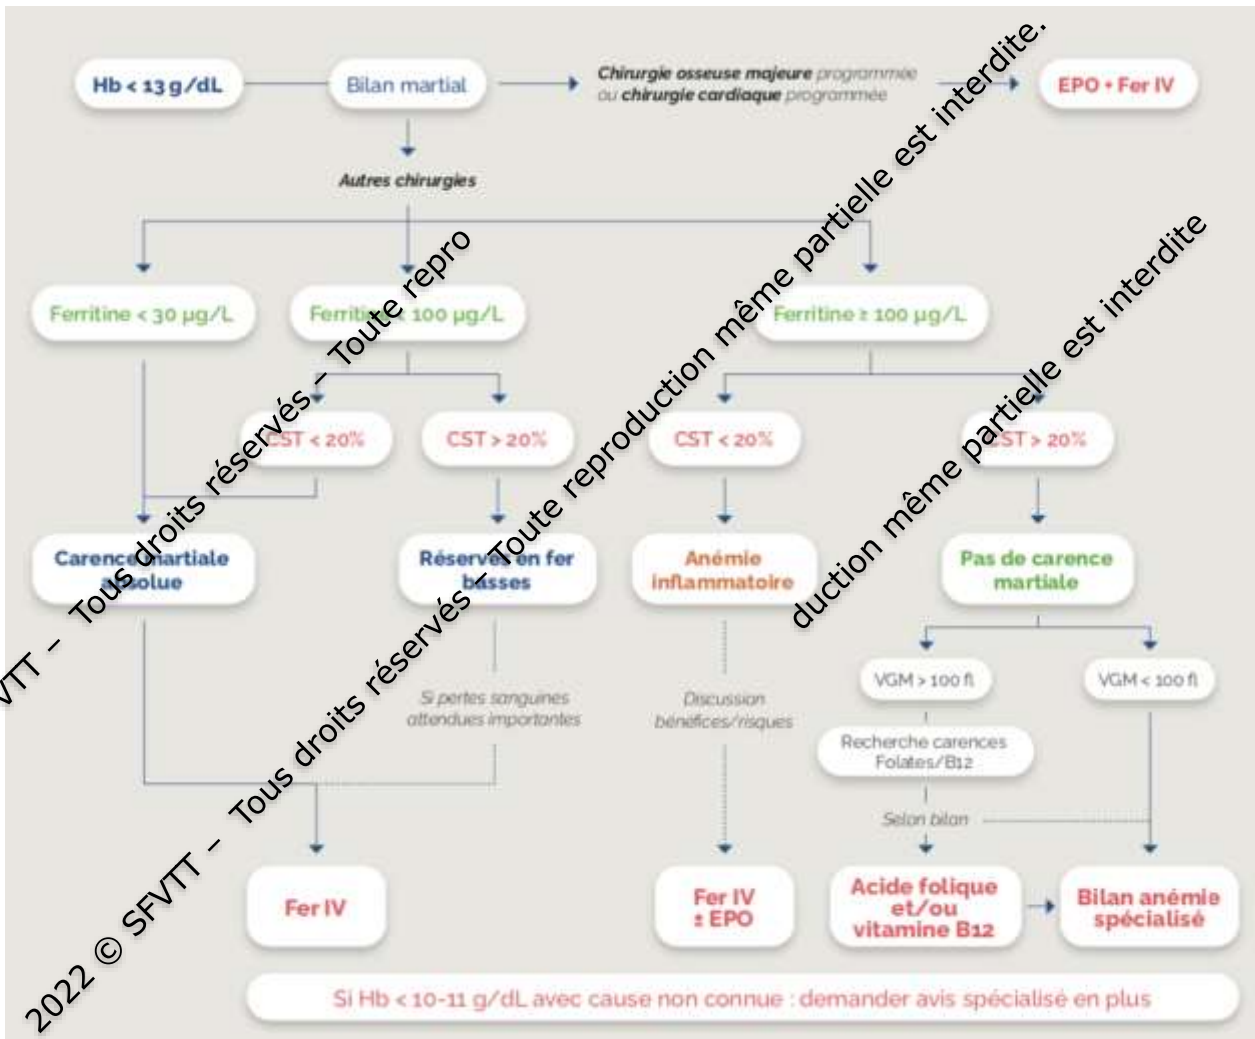 Hb < 13 g/dL
Bilan martial
Chirurgie osseuse majeure programmée
ou chirurgie cardiaque programmée
EPO + Fer IV
Autres chirurgies
Ferritine < 30 µg/L
Ferritine < 100 µg/L
Ferritine ≥ 100 µg/L
CST < 20%
CST > 20%
CST < 20%
CST > 20%
Carence martiale
absolue
Réserves en fer
basses
Anémie
inflammatoire
Pas de carence
martiale
VGM > 100 fl
VGM < 100 fl
Si pertes sanguines
attendues importantes
Discussion
bénéfices/risques
Recherche carences
Folates/B12
Selon bilan
Fer IV
Fer IV
± EPO
Acide folique
et/ou
vitamine B12
Bilan anémie
spécialisé
Si Hb < 10-11 g/dL avec cause non connue : demander avis spécialisé en plus
VTT – Tous droits réservés – Toute repro
2022 © SFVTT – Tous droits réservés – Toute reproduction même partielle est interdite.
duction même partielle est interdite